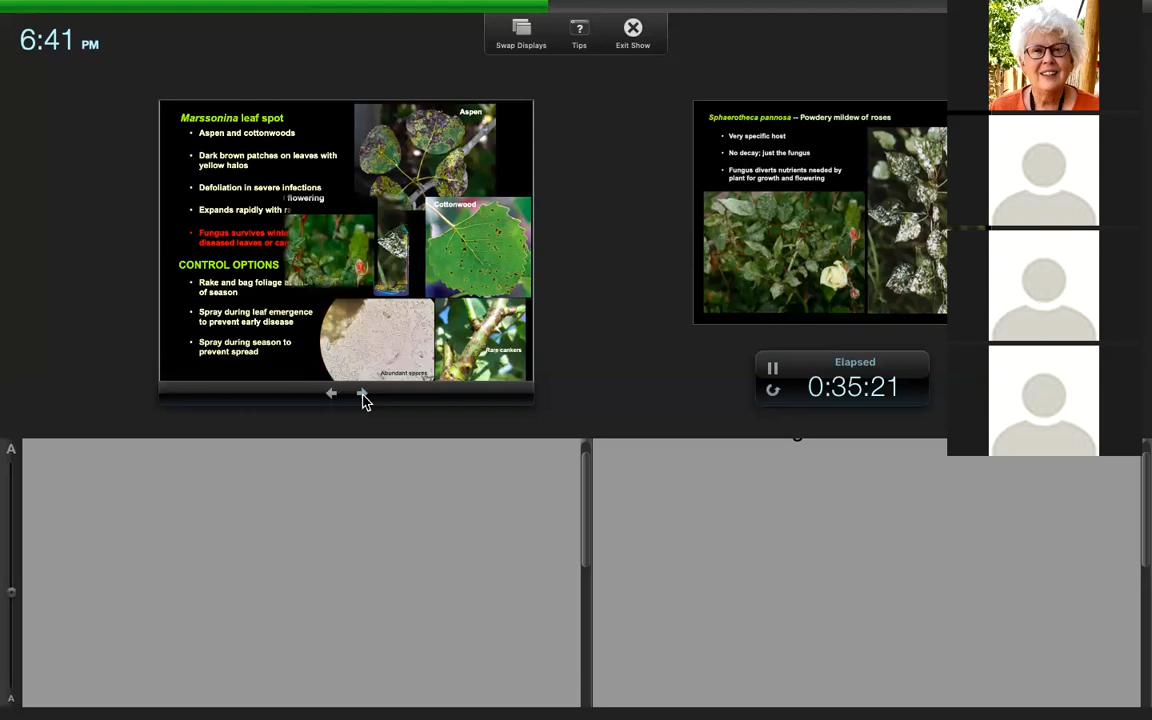 6:41 PM
Swap Displays
Tips
Exit Show
Marssonina leaf spot
• Aspen and cottonwoods
• Dark brown patches on leaves with
yellow halos
• Defoliation in severe infections
flowering
• Expands rapidly with
• Fungus survives
diseased leaves or
CONTROL OPTIONS
• Rake and bag foliage
of season
• Spray during leaf emergence
to prevent early disease
• Spray during season to
prevent spread
Aspen
Cottonwood
Abundant spores
Rare cankers
Sphaerotheca pannosa -- Powdery mildew of roses
• Very specific host
• No decay; just the fungus
• Fungus diverts nutrients needed by
plant for growth and flowering
Elapsed
0:35:21
A
A